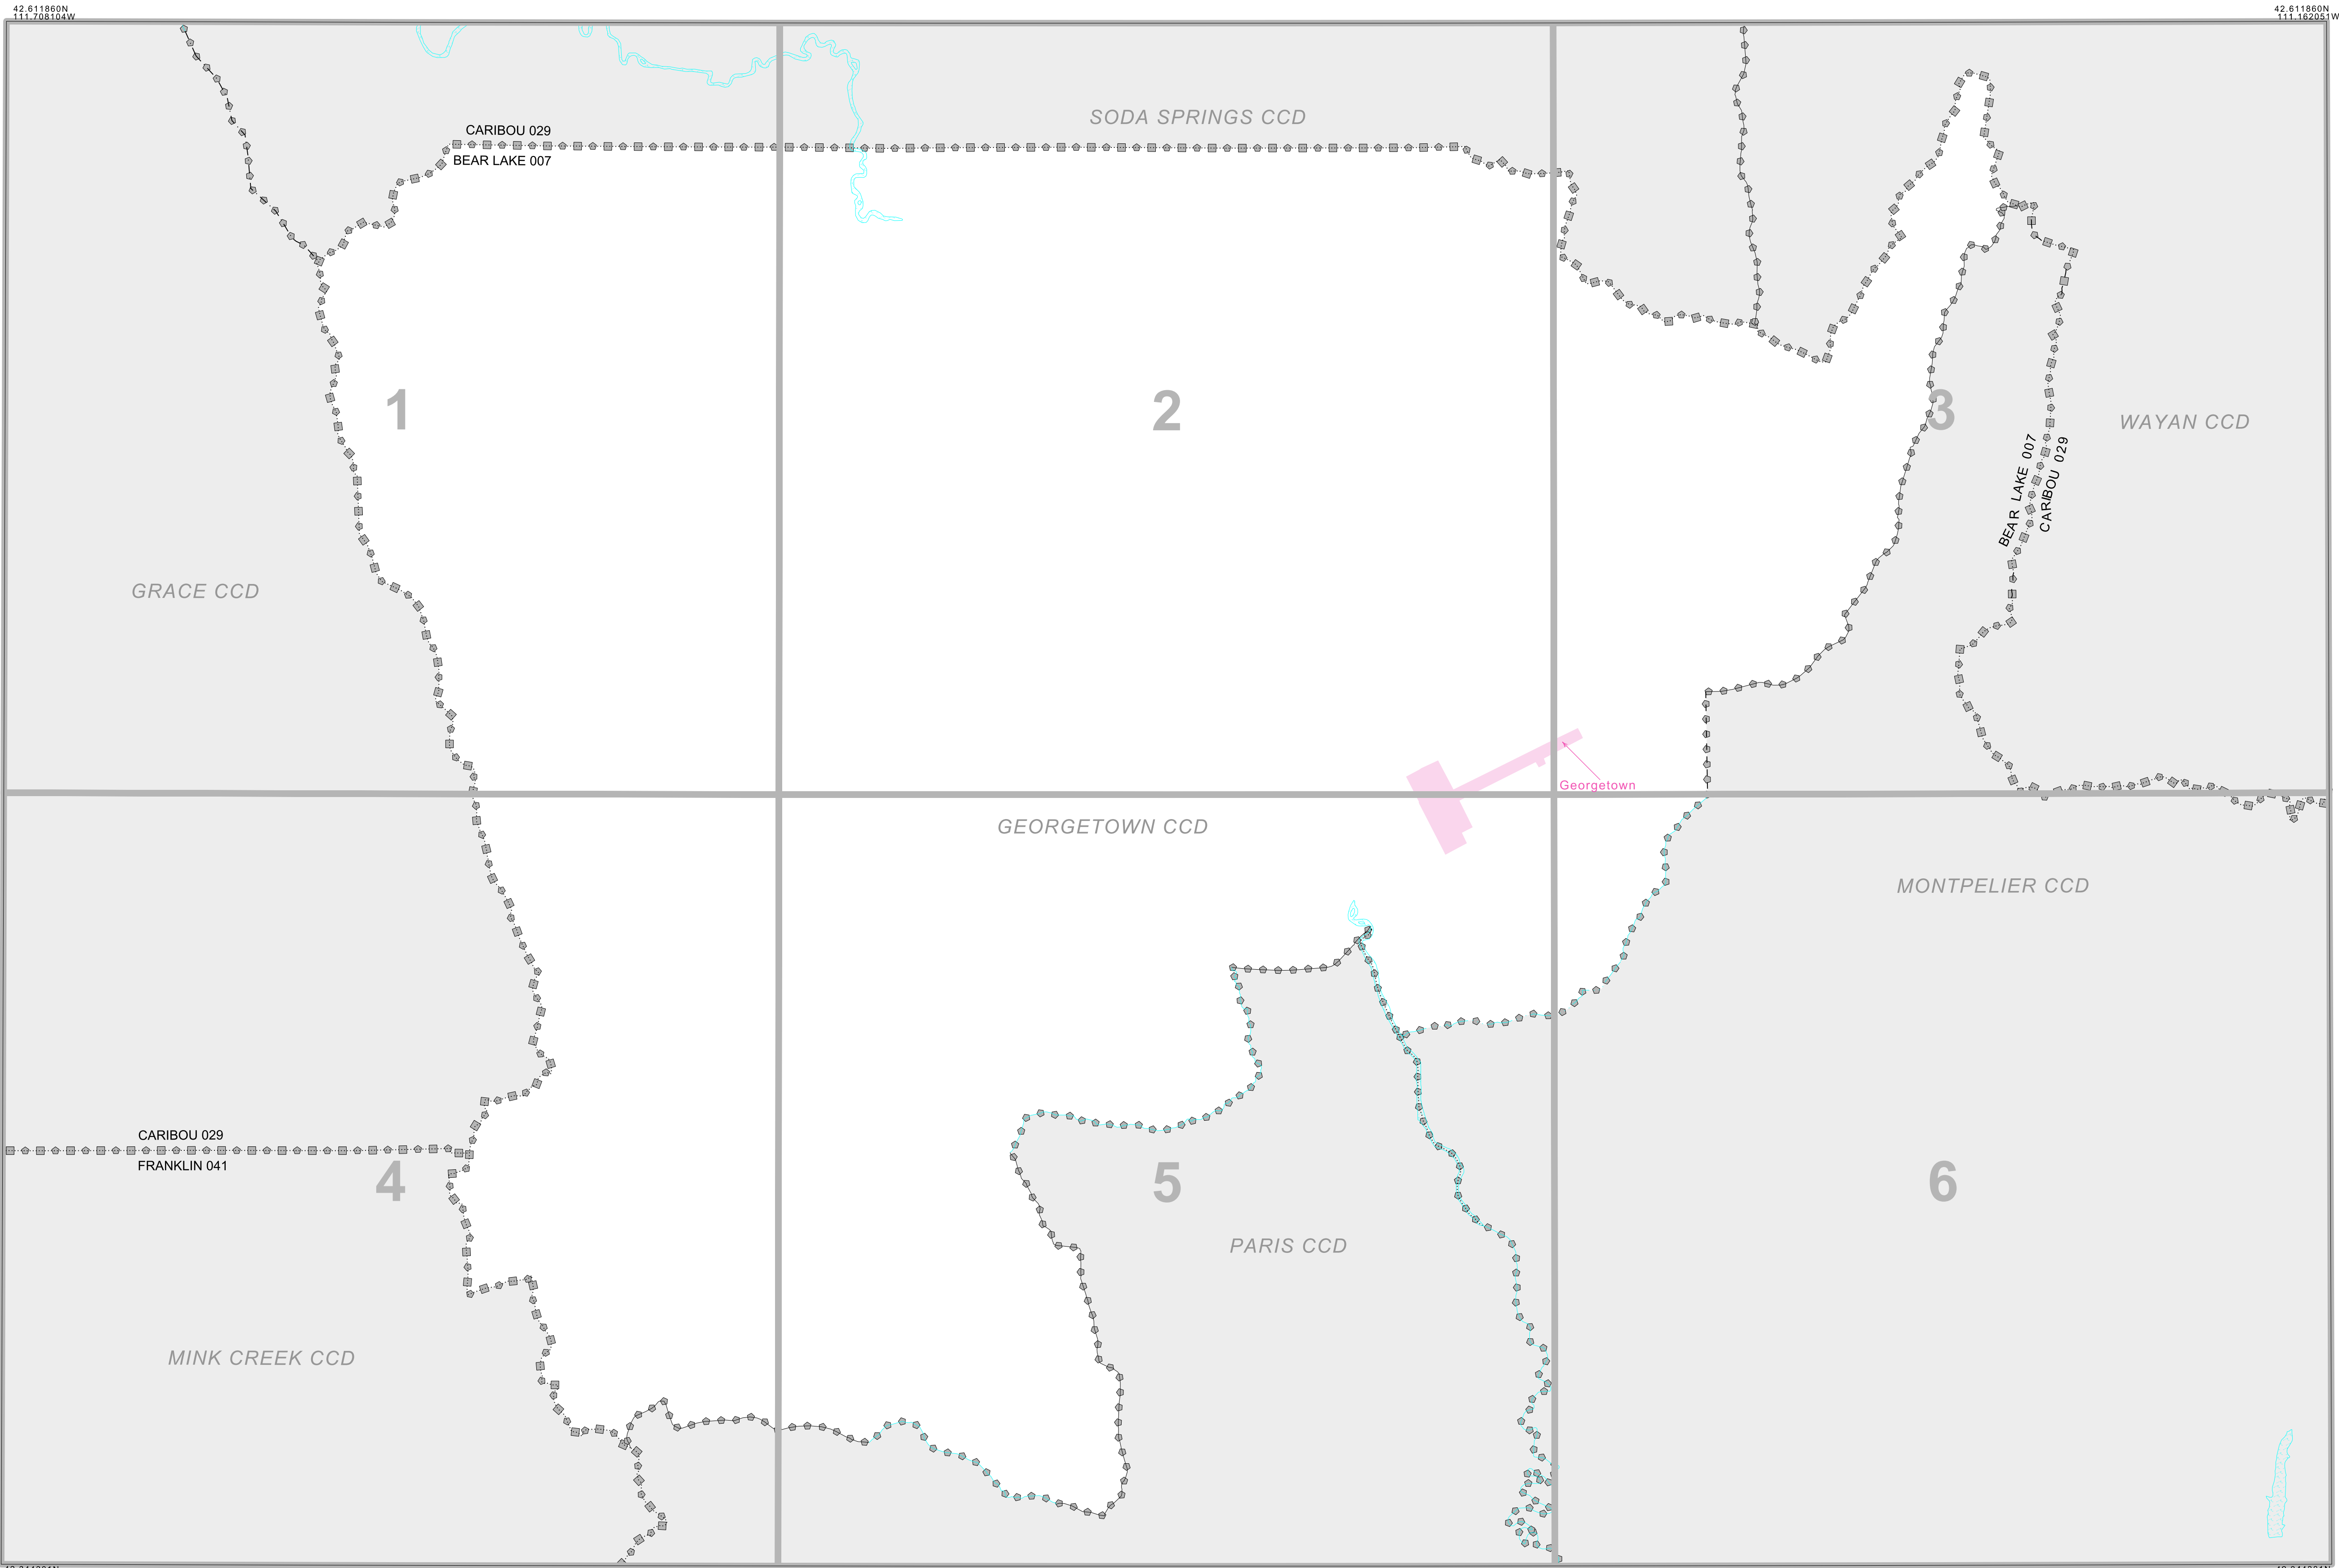 42.611860N
111.708104W
42.611860N
111.162051W
SODA SPRINGS CCD
CARIBOU 029
BEAR LAKE 007
1
2
3
WAYAN CCD
BEAR LAKE 007
CARIBOU 029
GRACE CCD
Georgetown
GEORGETOWN CCD
MONTPELIER CCD
CARIBOU 029
FRANKLIN 041
4
5
6
PARIS CCD
MINK CREEK CCD